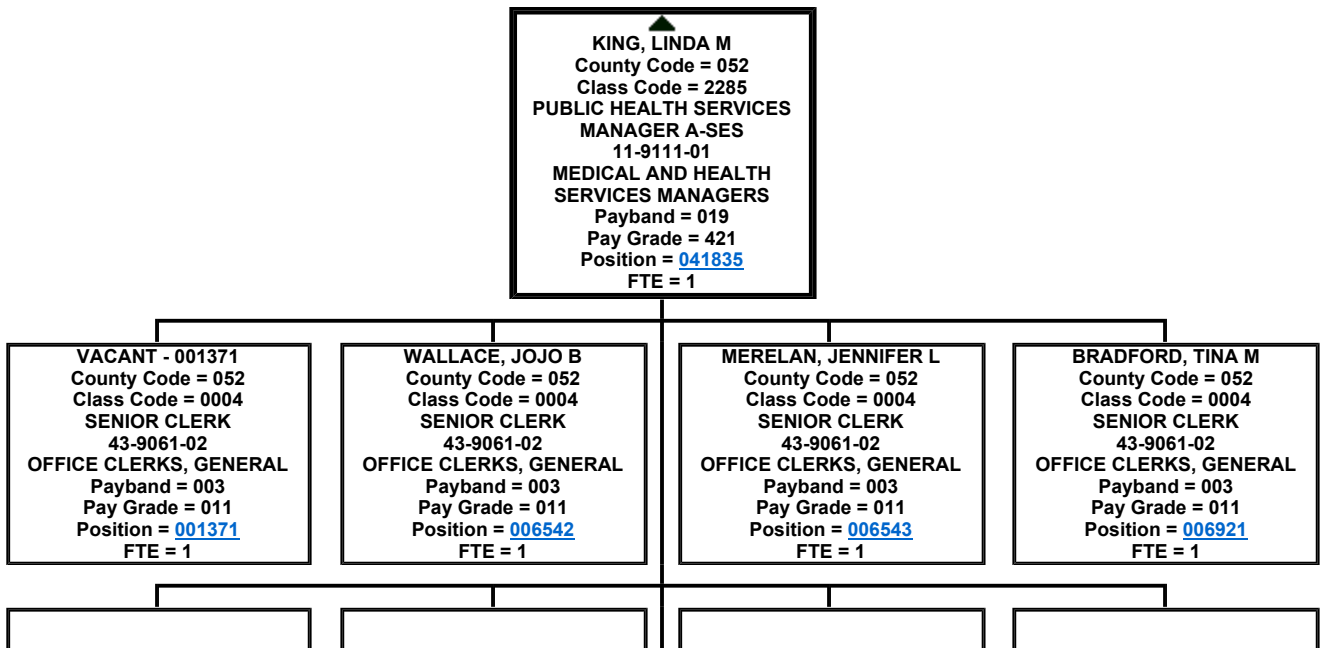 KING, LINDA M
County Code = 052
Class Code = 2285
PUBLIC HEALTH SERVICES
MANAGER A-SES
11-9111-01
MEDICAL AND HEALTH
SERVICES MANAGERS
Payband = 019
Pay Grade = 421
Position = 041835
FTE = 1
VACANT - 001371
County Code = 052
Class Code = 0004
SENIOR CLERK
43-9061-02
OFFICE CLERKS, GENERAL
Payband = 003
Pay Grade = 011
Position = 001371
FTE = 1
WALLACE, JOJO B
County Code = 052
Class Code = 0004
SENIOR CLERK
43-9061-02
OFFICE CLERKS, GENERAL
Payband = 003
Pay Grade = 011
Position = 006542
FTE = 1
MERELAN, JENNIFER L
County Code = 052
Class Code = 0004
SENIOR CLERK
43-9061-02
OFFICE CLERKS, GENERAL
Payband = 003
Pay Grade = 011
Position = 006543
FTE = 1
BRADFORD, TINA M
County Code = 052
Class Code = 0004
SENIOR CLERK
43-9061-02
OFFICE CLERKS, GENERAL
Payband = 003
Pay Grade = 011
Position = 006921
FTE = 1